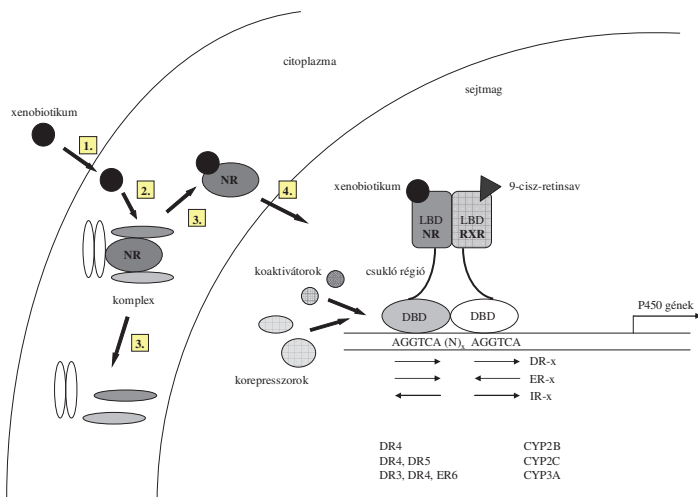 citoplazma
sejtmag
xenobiotikum
1.
2.
NR
3.
4.
NR
komplex
3.
xenobiotikum
9-cisz-retinsav
LBD
NR
LBD
RXR
koaktivátorok
csukló régió
korepresszorok
DBD
DBD
P450 gének
AGGTCA (N)x AGGTCA
DR-x
ER-x
IR-x
DR4 CYP2B
DR4, DR5 CYP2C
DR3, DR4, ER6 CYP3A